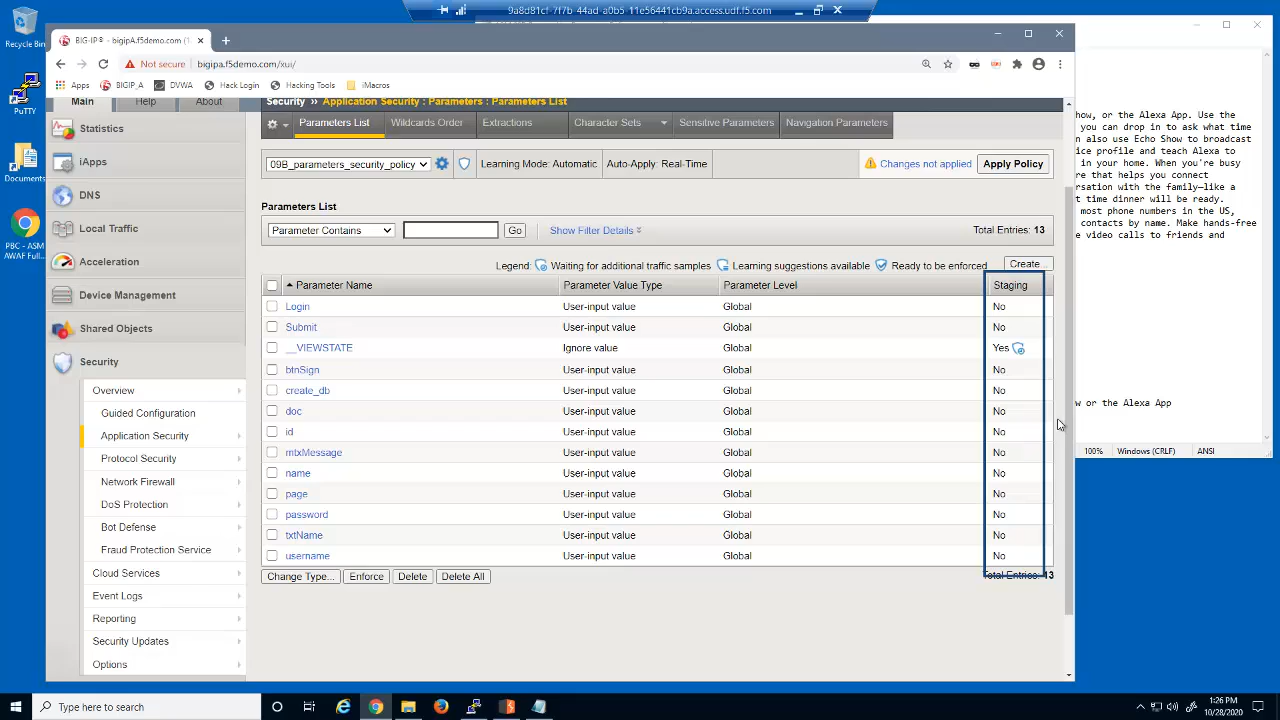 9a8d81cf-7f7b-44ad-a0b5-11e56441cb9a.access.udf.f5.com
Recycle Bin
PuTTY
Documents
PBC - ASM
AWAF Full...
BIG-IP® - bigipA.f5demo.com (1
Not secure
bigipa.f5demo.com/xui/
Apps
BIGIP_A
DVWA
Hack Login
Hacking Tools
iMacros
Main
Help
About
Security
Application Security : Parameters : Parameters List
Statistics
iApps
DNS
Local Traffic
Acceleration
Device Management
Shared Objects
Security
Overview
Guided Configuration
Application Security
Protocol Security
Network Firewall
DoS Protection
Bot Defense
Fraud Protection Service
Cloud Services
Event Logs
Reporting
Security Updates
Options
Parameters List
Wildcards Order
Extractions
Character Sets
Sensitive Parameters
Navigation Parameters
09B_parameters_security_policy
Learning Mode: Automatic
Auto-Apply: Real-Time
Changes not applied
Apply Policy
Parameters List
Parameter Contains
Go
Show Filter Details
Total Entries: 13
Legend: Waiting for additional traffic samples Learning suggestions available Ready to be enforced
Create...
Parameter Name Parameter Value Type Parameter Level Staging
Login User-input value Global No
Submit User-input value Global No
__VIEWSTATE Ignore value Global Yes
btnSign User-input value Global No
create_db User-input value Global No
doc User-input value Global No
id User-input value Global No
mtxMessage User-input value Global No
name User-input value Global No
page User-input value Global No
password User-input value Global No
txtName User-input value Global No
username User-input value Global No
Change Type...
Enforce
Delete
Delete All
Total Entries: 13
how, or the Alexa App. Use the
you can drop in to ask what time
n also use Echo Show to broadcast
ice profile and teach Alexa to
in your home. When you're busy
re that helps you connect
rsation with the family—like a
t time dinner will be ready.
most phone numbers in the US,
contacts by name. Make hands-free
e video calls to friends and
w or the Alexa App
100%
Windows (CRLF)
ANSI
Type here to search
1:26 PM
10/28/2020